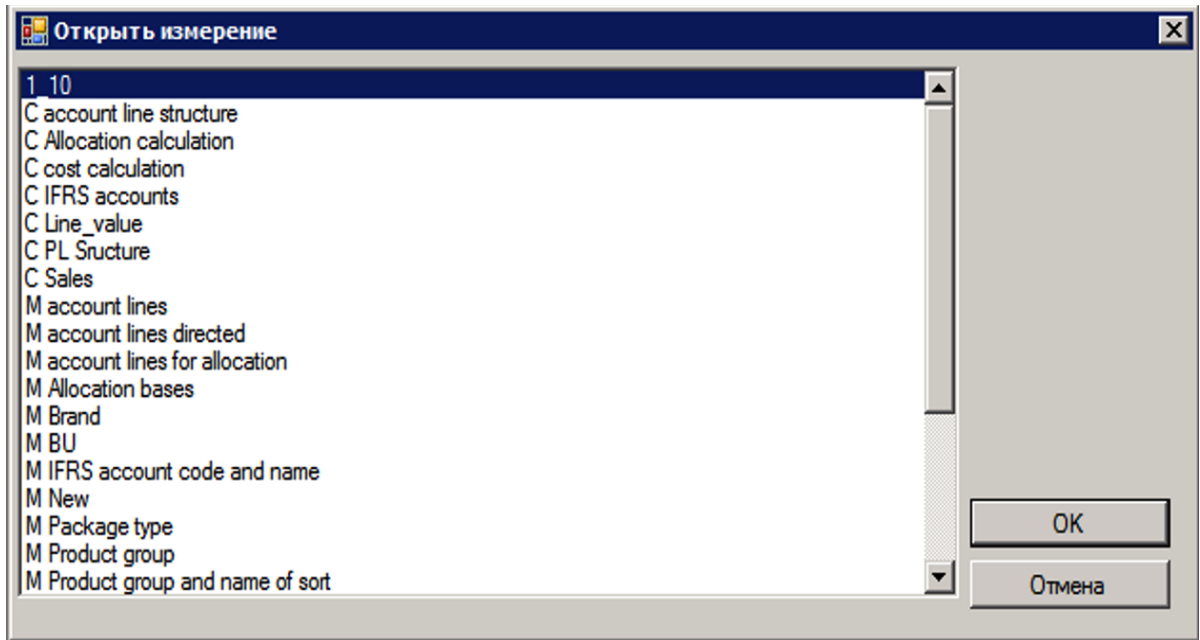 Открыть измерение
1_10
C account line structure
C Allocation calculation
C cost calculation
C IFRS accounts
C Line_value
C PL Sructure
C Sales
M account lines
M account lines directed
M account lines for allocation
M Allocation bases
M Brand
M BU
M IFRS account code and name
M New
M Package type
M Product group
M Product group and name of sort
OK
Отмена